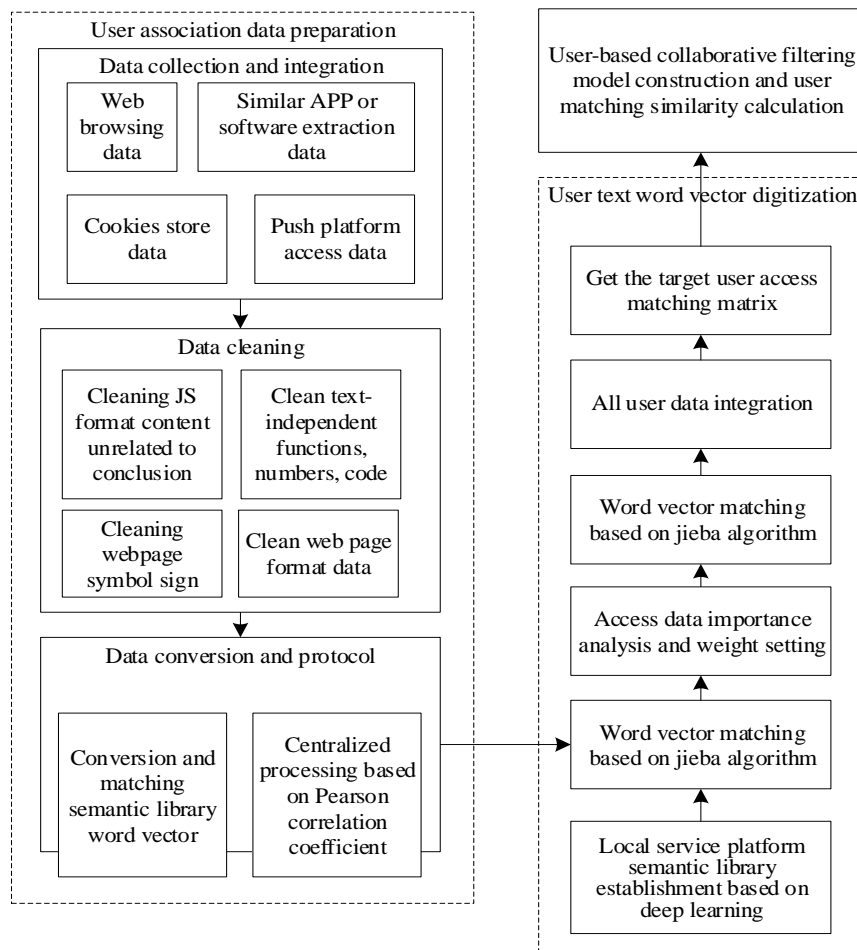 User association data preparation
Data collection and integration
Web
browsing
data
Similar APP or
software extraction
data
Cookies store
data
Push platform
access data
Data cleaning
Cleaning JS
format content
unrelated to
conclusion
Clean text-
independent
functions,
numbers, code
Cleaning
webpage
symbol sign
Clean web page
format data
Data conversion and protocol
Conversion and
matching
semantic library
word vector
Centralized
processing based
on Pearson
correlation
coefficient
User-based collaborative filtering
model construction and user
matching similarity calculation
User text word vector digitization
Get the target user access
matching matrix
All user data integration
Word vector matching
based on jieba algorithm
Access data importance
analysis and weight setting
Word vector matching
based on jieba algorithm
Local service platform
semantic library
establishment based on
deep learning